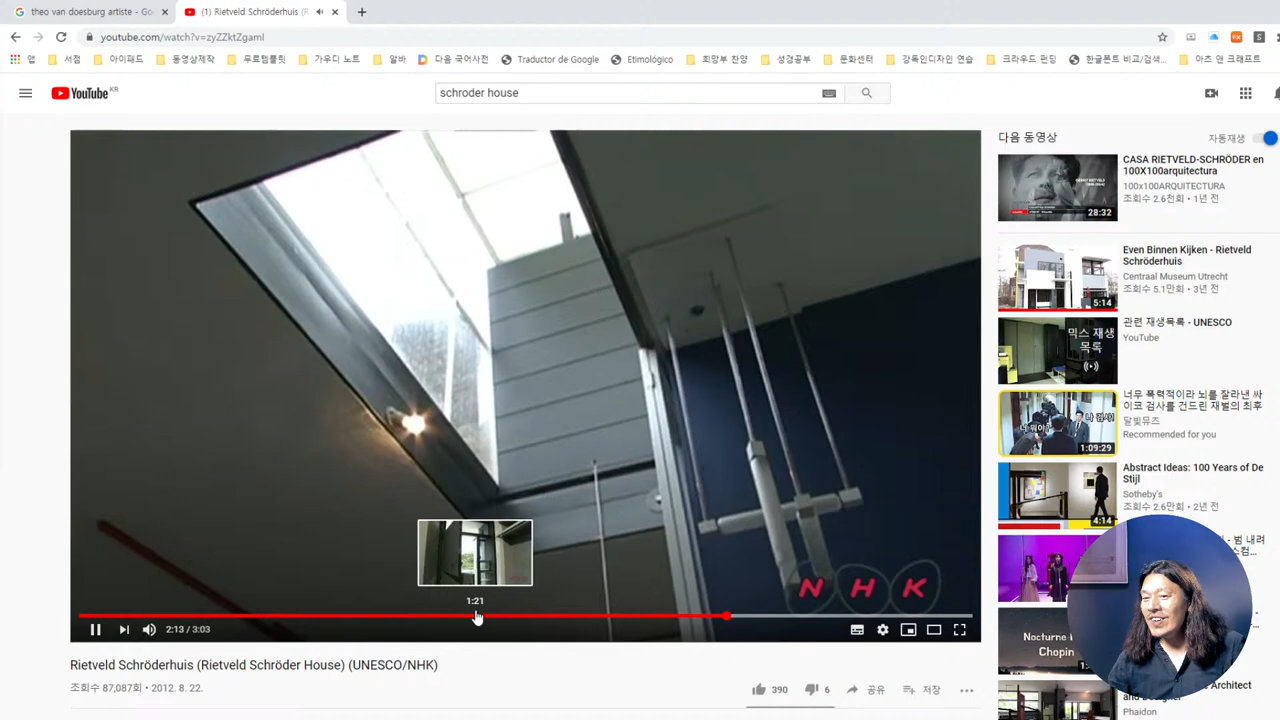 theo van doesburg artiste - Go
(1) Rietveld Schröderhuis (R
youtube.com/watch?v=zyZZktZgamI
앱
서점
아이패드
동영상제작
무료템플릿
가우디 노트
알바
다음 국어사전
Traductor de Google
Etimológico
희망부 찬양
성경공부
문화센터
감독인디자인 연습
크라우드 펀딩
한글폰트 비교/검색...
아츠 앤 크래프트
YouTube KR
schroder house
NHK
1:21
2:13 / 3:03
Rietveld Schröderhuis (Rietveld Schröder House) (UNESCO/NHK)
조회수 87,087회 • 2012. 8. 22.
390
6
공유
저장
다음 동영상
자동재생
28:32
CASA RIETVELD-SCHRÖDER en
100X100arquitectura
100x100ARQUITECTURA
조회수 2.6천회 • 1년 전
5:14
Even Binnen Kijken - Rietveld
Schröderhuis
Centraal Museum Utrecht
조회수 5.1만회 • 3년 전
믹스 재생
목록
관련 재생목록 - UNESCO
YouTube
1:09:29
너무 폭력적이라 뇌를 잘라낸 싸
이코 검사를 건드린 재벌의 최후
달빛뮤즈
Recommended for you
4:14
Abstract Ideas: 100 Years of De
Stijl
Sotheby's
조회수 2.6만회 • 2년 전
범 내려
Nocturne
Chopin
Architect
Phaidon